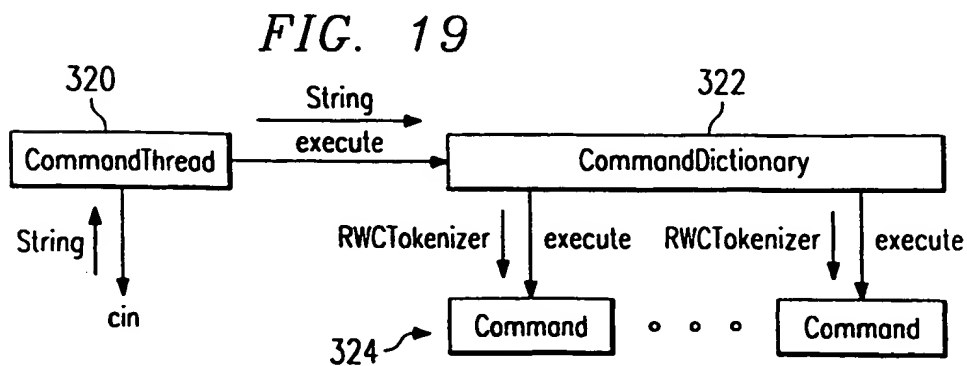 FIG. 19
320
322
String
execute
CommandThread
CommandDictionary
String
cin
RWCTokenizer
execute
RWCTokenizer
execute
324
Command
Command